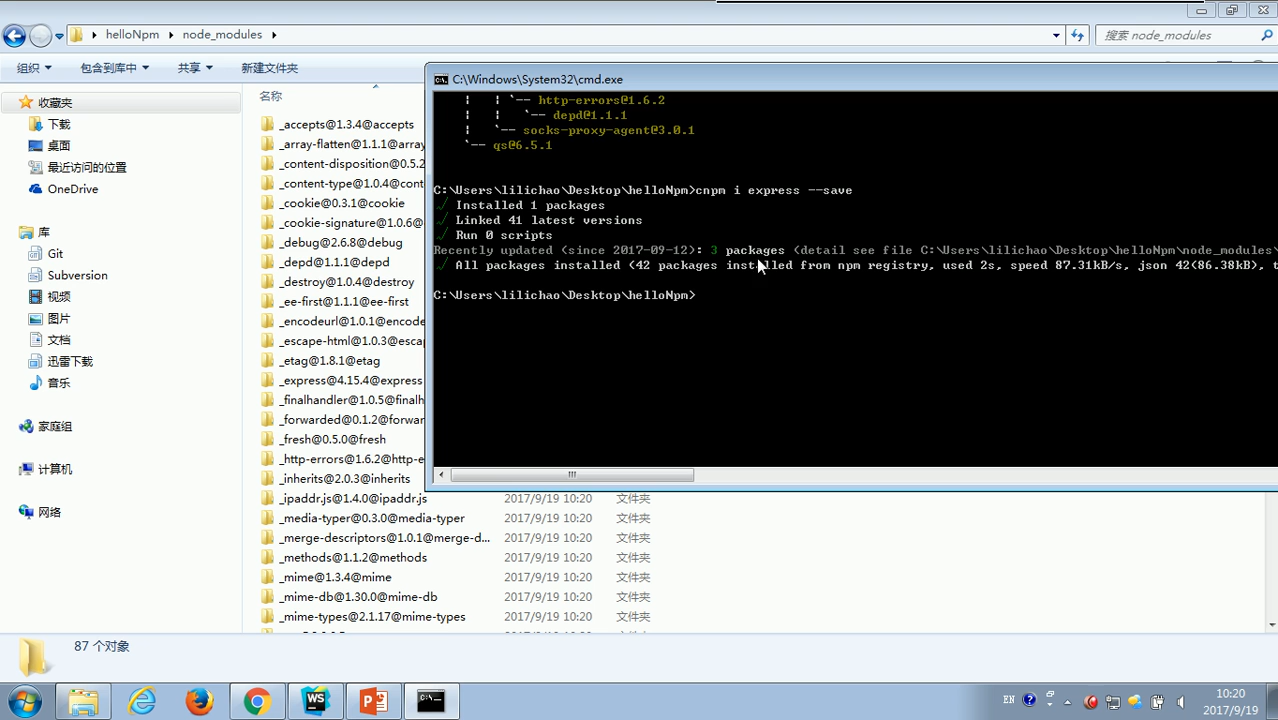 helloNpm
node_modules
搜索 node_modules
组织
包含到库中
共享
新建文件夹
收藏夹
下载
桌面
最近访问的位置
OneDrive
库
Git
Subversion
视频
图片
文档
迅雷下载
音乐
家庭组
计算机
网络
名称
_accepts@1.3.4@accepts
_array-flatten@1.1.1@array
_content-disposition@0.5.2
_content-type@1.0.4@cont
_cookie@0.3.1@cookie
_cookie-signature@1.0.6@
_debug@2.6.8@debug
_depd@1.1.1@depd
_destroy@1.0.4@destroy
_ee-first@1.1.1@ee-first
_encodeurl@1.0.1@encode
_escape-html@1.0.3@escap
_etag@1.8.1@etag
_express@4.15.4@express
_finalhandler@1.0.5@finalh
_forwarded@0.1.2@forwar
_fresh@0.5.0@fresh
_http-errors@1.6.2@http-e
_inherits@2.0.3@inherits
_ipaddr.js@1.4.0@ipaddr.js 2017/9/19 10:20 文件夹
_media-typer@0.3.0@media-typer 2017/9/19 10:20 文件夹
_merge-descriptors@1.0.1@merge-d... 2017/9/19 10:20 文件夹
_methods@1.1.2@methods 2017/9/19 10:20 文件夹
_mime@1.3.4@mime 2017/9/19 10:20 文件夹
_mime-db@1.30.0@mime-db 2017/9/19 10:20 文件夹
_mime-types@2.1.17@mime-types 2017/9/19 10:20 文件夹
C:\Windows\System32\cmd.exe
| | `-- http-errors@1.6.2
| | `-- depd@1.1.1
| `-- socks-proxy-agent@3.0.1
`-- qs@6.5.1
C:\Users\lilichao\Desktop\helloNpm>cnpm i express --save
√ Installed 1 packages
√ Linked 41 latest versions
√ Run 0 scripts
Recently updated (since 2017-09-12): 3 packages (detail see file C:\Users\lilichao\Desktop\helloNpm\node_modules\
√ All packages installed (42 packages installed from npm registry, used 2s, speed 87.31kB/s, json 42(86.38kB), t
C:\Users\lilichao\Desktop\helloNpm>
87 个对象
WS
EN
10:20
2017/9/19